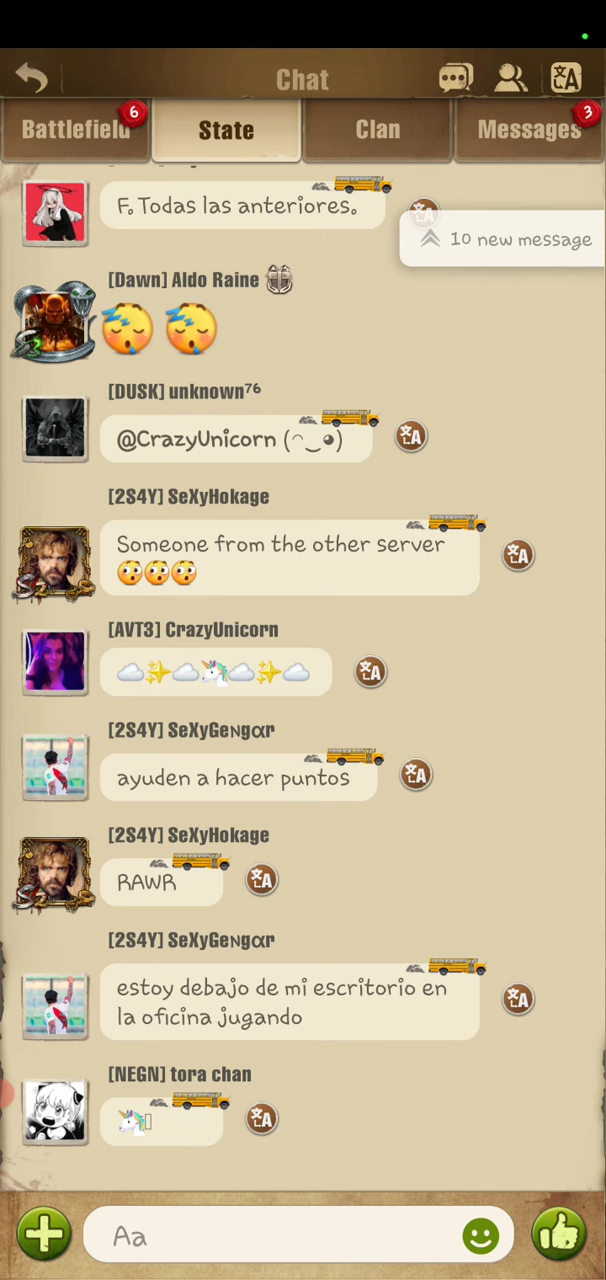 Chat
Battlefield 6
State
Clan
Messages 3
F. Todas las anteriores.
10 new message
[Dawn] Aldo Raine
😴 😴
[DUSK] unknown⁷⁶
@CrazyUnicorn (◠‿◕)
[2S4Y] SeXyHokage
Someone from the other server
😳😳😳
[AVT3] CrazyUnicorn
☁️✨☁️🦄☁️✨☁️
[2S4Y] SeXyGeɴgαr
ayuden a hacer puntos
[2S4Y] SeXyHokage
RAWR
[2S4Y] SeXyGeɴgαr
estoy debajo de mi escritorio en
la oficina jugando
[NEGN] tora chan
🦄
Aa